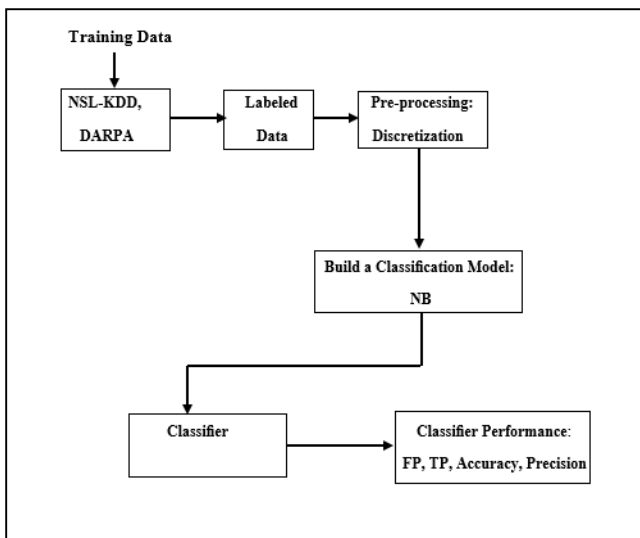 Training Data
NSL-KDD,
DARPA
Labeled
Data
Pre-processing:
Discretization
Build a Classification Model:
NB
Classifier
Classifier Performance:
FP, TP, Accuracy, Precision